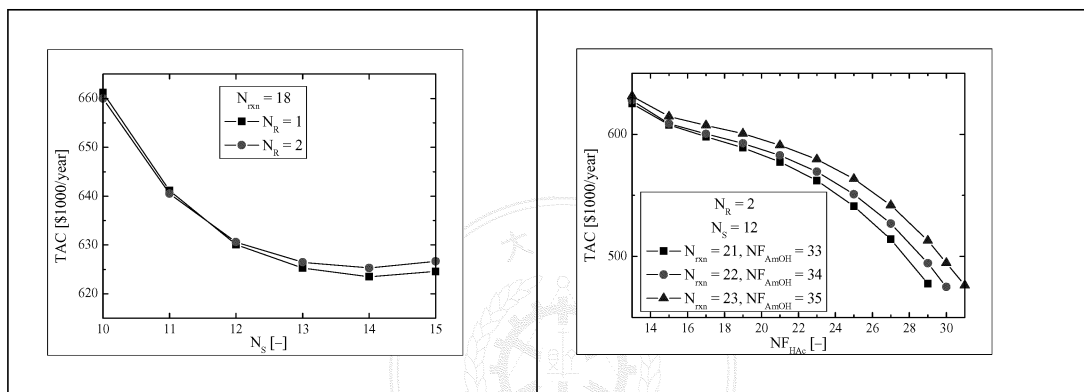 N_rxn = 18
N_R = 1
N_R = 2
TAC [$1000/year]
660
650
640
630
620
10 11 12 13 14 15
N_S [–]
N_R = 2
N_S = 12
N_rxn = 21, NF_AmOH = 33
N_rxn = 22, NF_AmOH = 34
N_rxn = 23, NF_AmOH = 35
TAC [$1000/year]
600
500
14 16 18 20 22 24 26 28 30
NF_HAc [–]
大